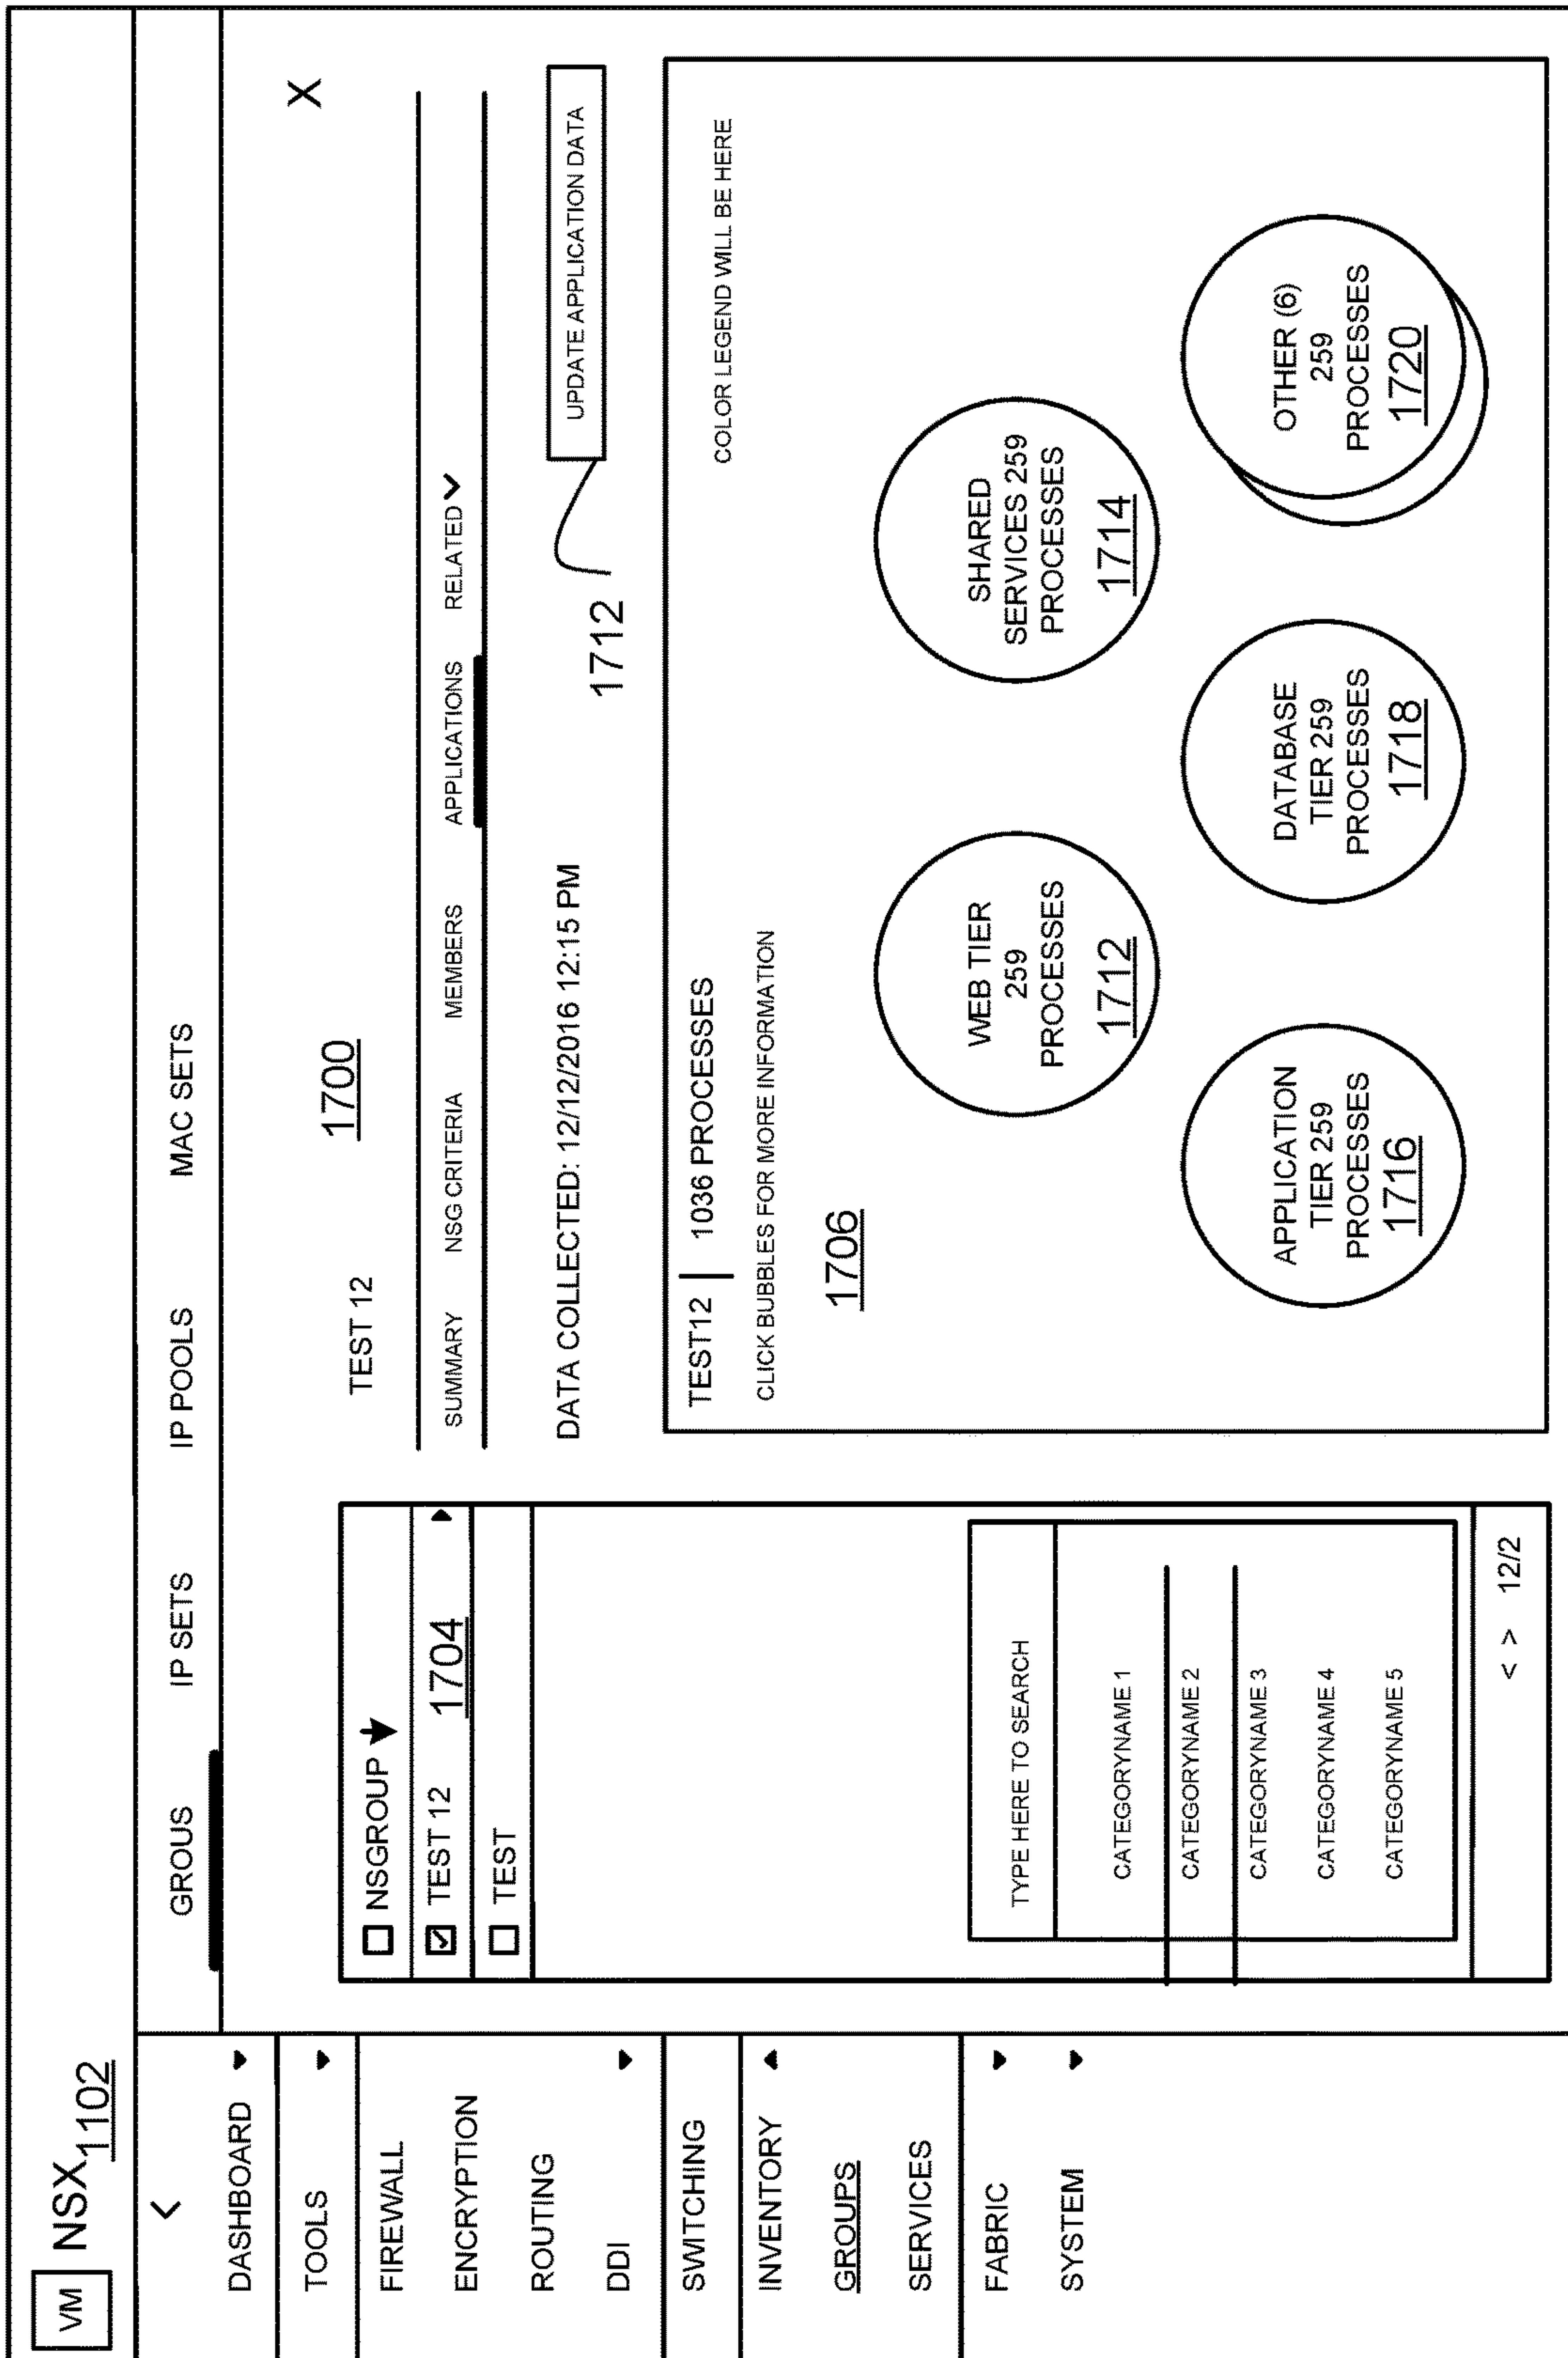 VM NSX 1102
<
DASHBOARD
TOOLS
FIREWALL
ENCRYPTION
ROUTING
DDI
SWITCHING
INVENTORY
GROUPS
SERVICES
FABRIC
SYSTEM
GROUS IP SETS IP POOLS MAC SETS
NSGROUP
TEST 12 1704
TEST
TYPE HERE TO SEARCH
CATEGORYNAME 1
CATEGORYNAME 2
CATEGORYNAME 3
CATEGORYNAME 4
CATEGORYNAME 5
< > 12/2
1700
X
TEST 12
SUMMARY NSG CRITERIA MEMBERS APPLICATIONS RELATED
DATA COLLECTED: 12/12/2016 12:15 PM
UPDATE APPLICATION DATA
1712
TEST12 | 1036 PROCESSES
COLOR LEGEND WILL BE HERE
CLICK BUBBLES FOR MORE INFORMATION
1706
WEB TIER
259
PROCESSES
1712
SHARED
SERVICES 259
PROCESSES
1714
APPLICATION
TIER 259
PROCESSES
1716
DATABASE
TIER 259
PROCESSES
1718
OTHER (6)
259
PROCESSES
1720